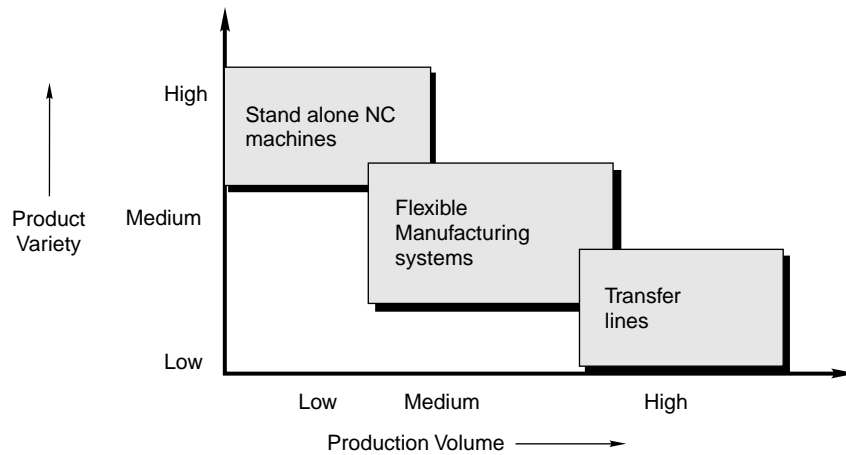 High
Stand alone NC
machines
Product
Variety
Medium
Flexible
Manufacturing
systems
Transfer
lines
Low
Low
Medium
High
Production Volume